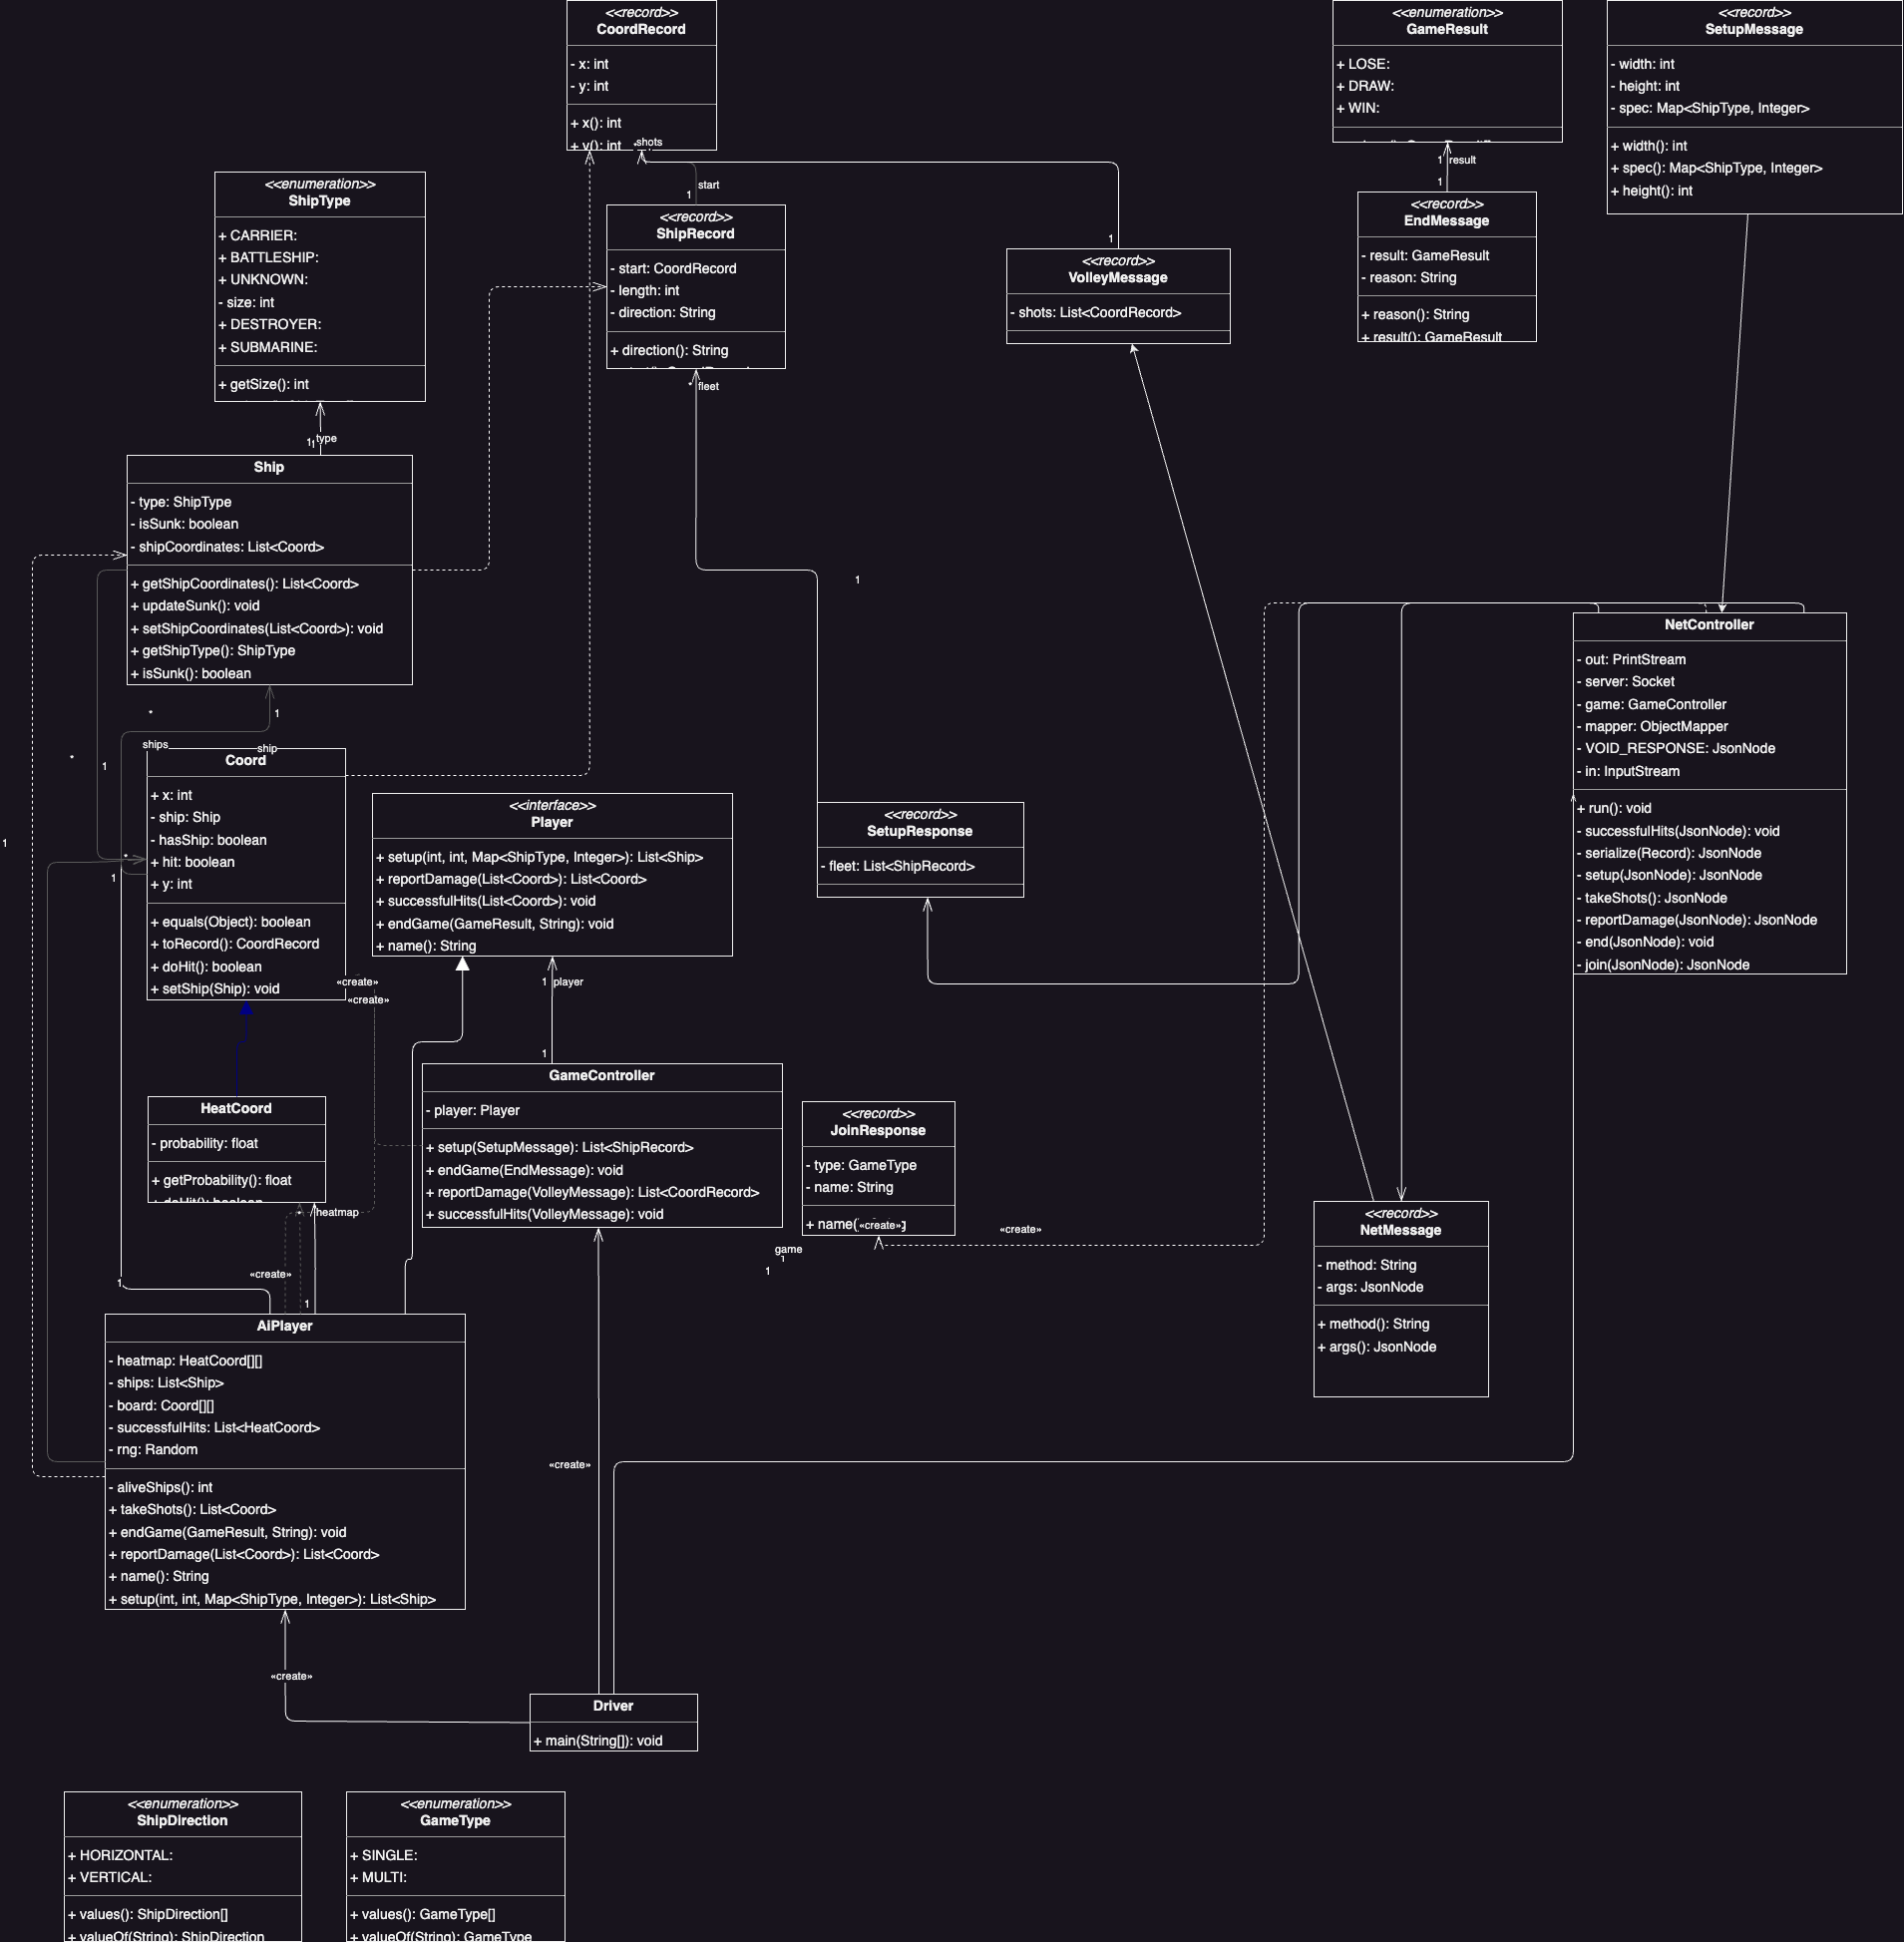 <<record>>
CoordRecord
- x: int
- y: int
+ x(): int
+ y(): int
* shots
<<enumeration>>
GameResult
+ LOSE:
+ DRAW:
+ WIN:
1 result
1
<<record>>
SetupMessage
- width: int
- height: int
- spec: Map<ShipType, Integer>
+ width(): int
+ spec(): Map<ShipType, Integer>
+ height(): int
<<enumeration>>
ShipType
+ CARRIER:
+ BATTLESHIP:
+ UNKNOWN:
- size: int
+ DESTROYER:
+ SUBMARINE:
+ getSize(): int
1
1
type
start
1
<<record>>
ShipRecord
- start: CoordRecord
- length: int
- direction: String
+ direction(): String
* fleet
1
<<record>>
VolleyMessage
- shots: List<CoordRecord>
<<record>>
EndMessage
- result: GameResult
- reason: String
+ reason(): String
+ result(): GameResult
Ship
- type: ShipType
- isSunk: boolean
- shipCoordinates: List<Coord>
+ getShipCoordinates(): List<Coord>
+ updateSunk(): void
+ setShipCoordinates(List<Coord>): void
+ getShipType(): ShipType
+ isSunk(): boolean
1
NetController
- out: PrintStream
- server: Socket
- game: GameController
- mapper: ObjectMapper
- VOID_RESPONSE: JsonNode
- in: InputStream
+ run(): void
- successfulHits(JsonNode): void
- serialize(Record): JsonNode
- setup(JsonNode): JsonNode
- takeShots(): JsonNode
- reportDamage(JsonNode): JsonNode
- end(JsonNode): void
- join(JsonNode): JsonNode
*
1
ships
ship
*
1
1
*
1
Coord
+ x: int
- ship: Ship
- hasShip: boolean
+ hit: boolean
+ y: int
+ equals(Object): boolean
+ toRecord(): CoordRecord
+ doHit(): boolean
+ setShip(Ship): void
«create»
«create»
<<interface>>
Player
+ setup(int, int, Map<ShipType, Integer>): List<Ship>
+ reportDamage(List<Coord>): List<Coord>
+ successfulHits(List<Coord>): void
+ endGame(GameResult, String): void
+ name(): String
1 player
1
<<record>>
SetupResponse
- fleet: List<ShipRecord>
HeatCoord
- probability: float
+ getProbability(): float
+ doHit(): boolean
* heatmap
«create»
1
1
GameController
- player: Player
+ setup(SetupMessage): List<ShipRecord>
+ endGame(EndMessage): void
+ reportDamage(VolleyMessage): List<CoordRecord>
+ successfulHits(VolleyMessage): void
<<record>>
JoinResponse
- type: GameType
- name: String
+ name(
«create»
«create»
game
1
1
<<record>>
NetMessage
- method: String
- args: JsonNode
+ method(): String
+ args(): JsonNode
AiPlayer
- heatmap: HeatCoord[][]
- ships: List<Ship>
- board: Coord[][]
- successfulHits: List<HeatCoord>
- rng: Random
- aliveShips(): int
+ takeShots(): List<Coord>
+ endGame(GameResult, String): void
+ reportDamage(List<Coord>): List<Coord>
+ name(): String
+ setup(int, int, Map<ShipType, Integer>): List<Ship>
«create»
«create»
Driver
+ main(String[]): void
<<enumeration>>
ShipDirection
+ HORIZONTAL:
+ VERTICAL:
+ values(): ShipDirection[]
+ valueOf(String): ShipDirection
<<enumeration>>
GameType
+ SINGLE:
+ MULTI:
+ values(): GameType[]
+ valueOf(String): GameType